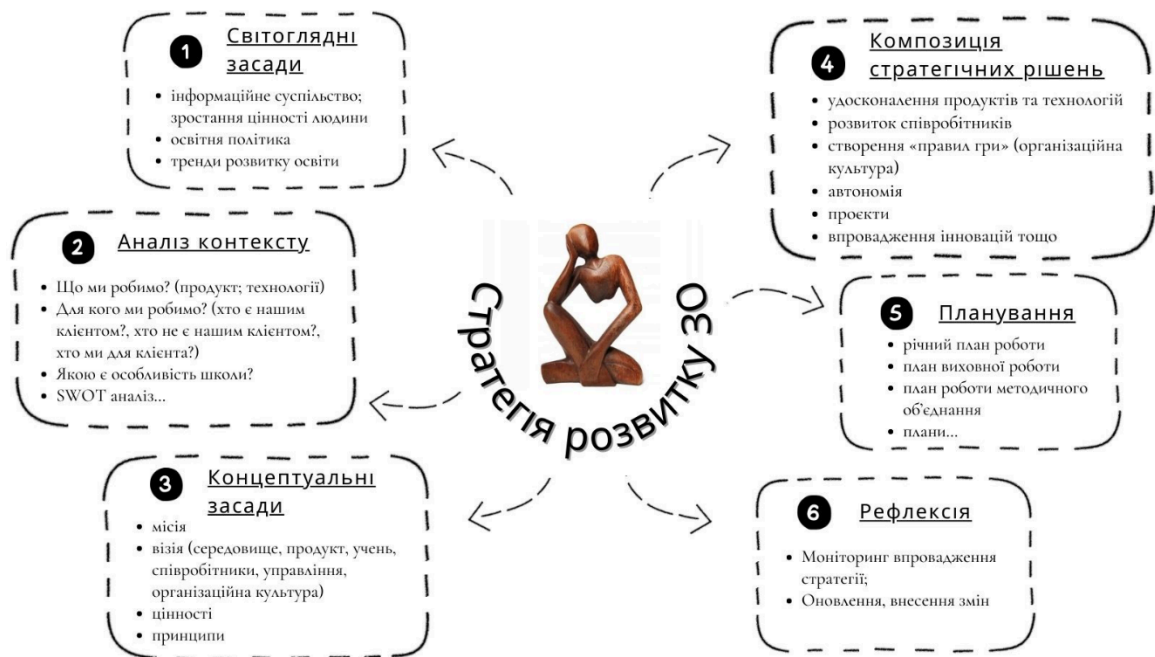 1
Світоглядні
засади
інформаційне суспільство;
зростання цінності людини
освітня політика
тренди розвитку освіти
2
Аналіз контексту
Що ми робимо? (продукт; технології)
Для кого ми робимо? (хто є нашим
клієнтом?, хто не є нашим клієнтом?,
хто ми для клієнта?)
Якою є особливість школи?
SWOT аналіз...
3
Концептуальні
засади
місія
візія (середовище, продукт, учень,
співробітники, управління,
організаційна культура)
цінності
принципи
Стратегія розвитку ЗО
4
Композиція
стратегічних рішень
удосконалення продуктів та технологій
розвиток співробітників
створення «правил гри» (організаційна
культура)
автономія
проєкти
впровадження інновацій тощо
5
Планування
річний план роботи
план виховної роботи
план роботи методичного
об'єднання
плани...
6
Рефлексія
Моніторинг впровадження
стратегії;
Оновлення, внесення змін